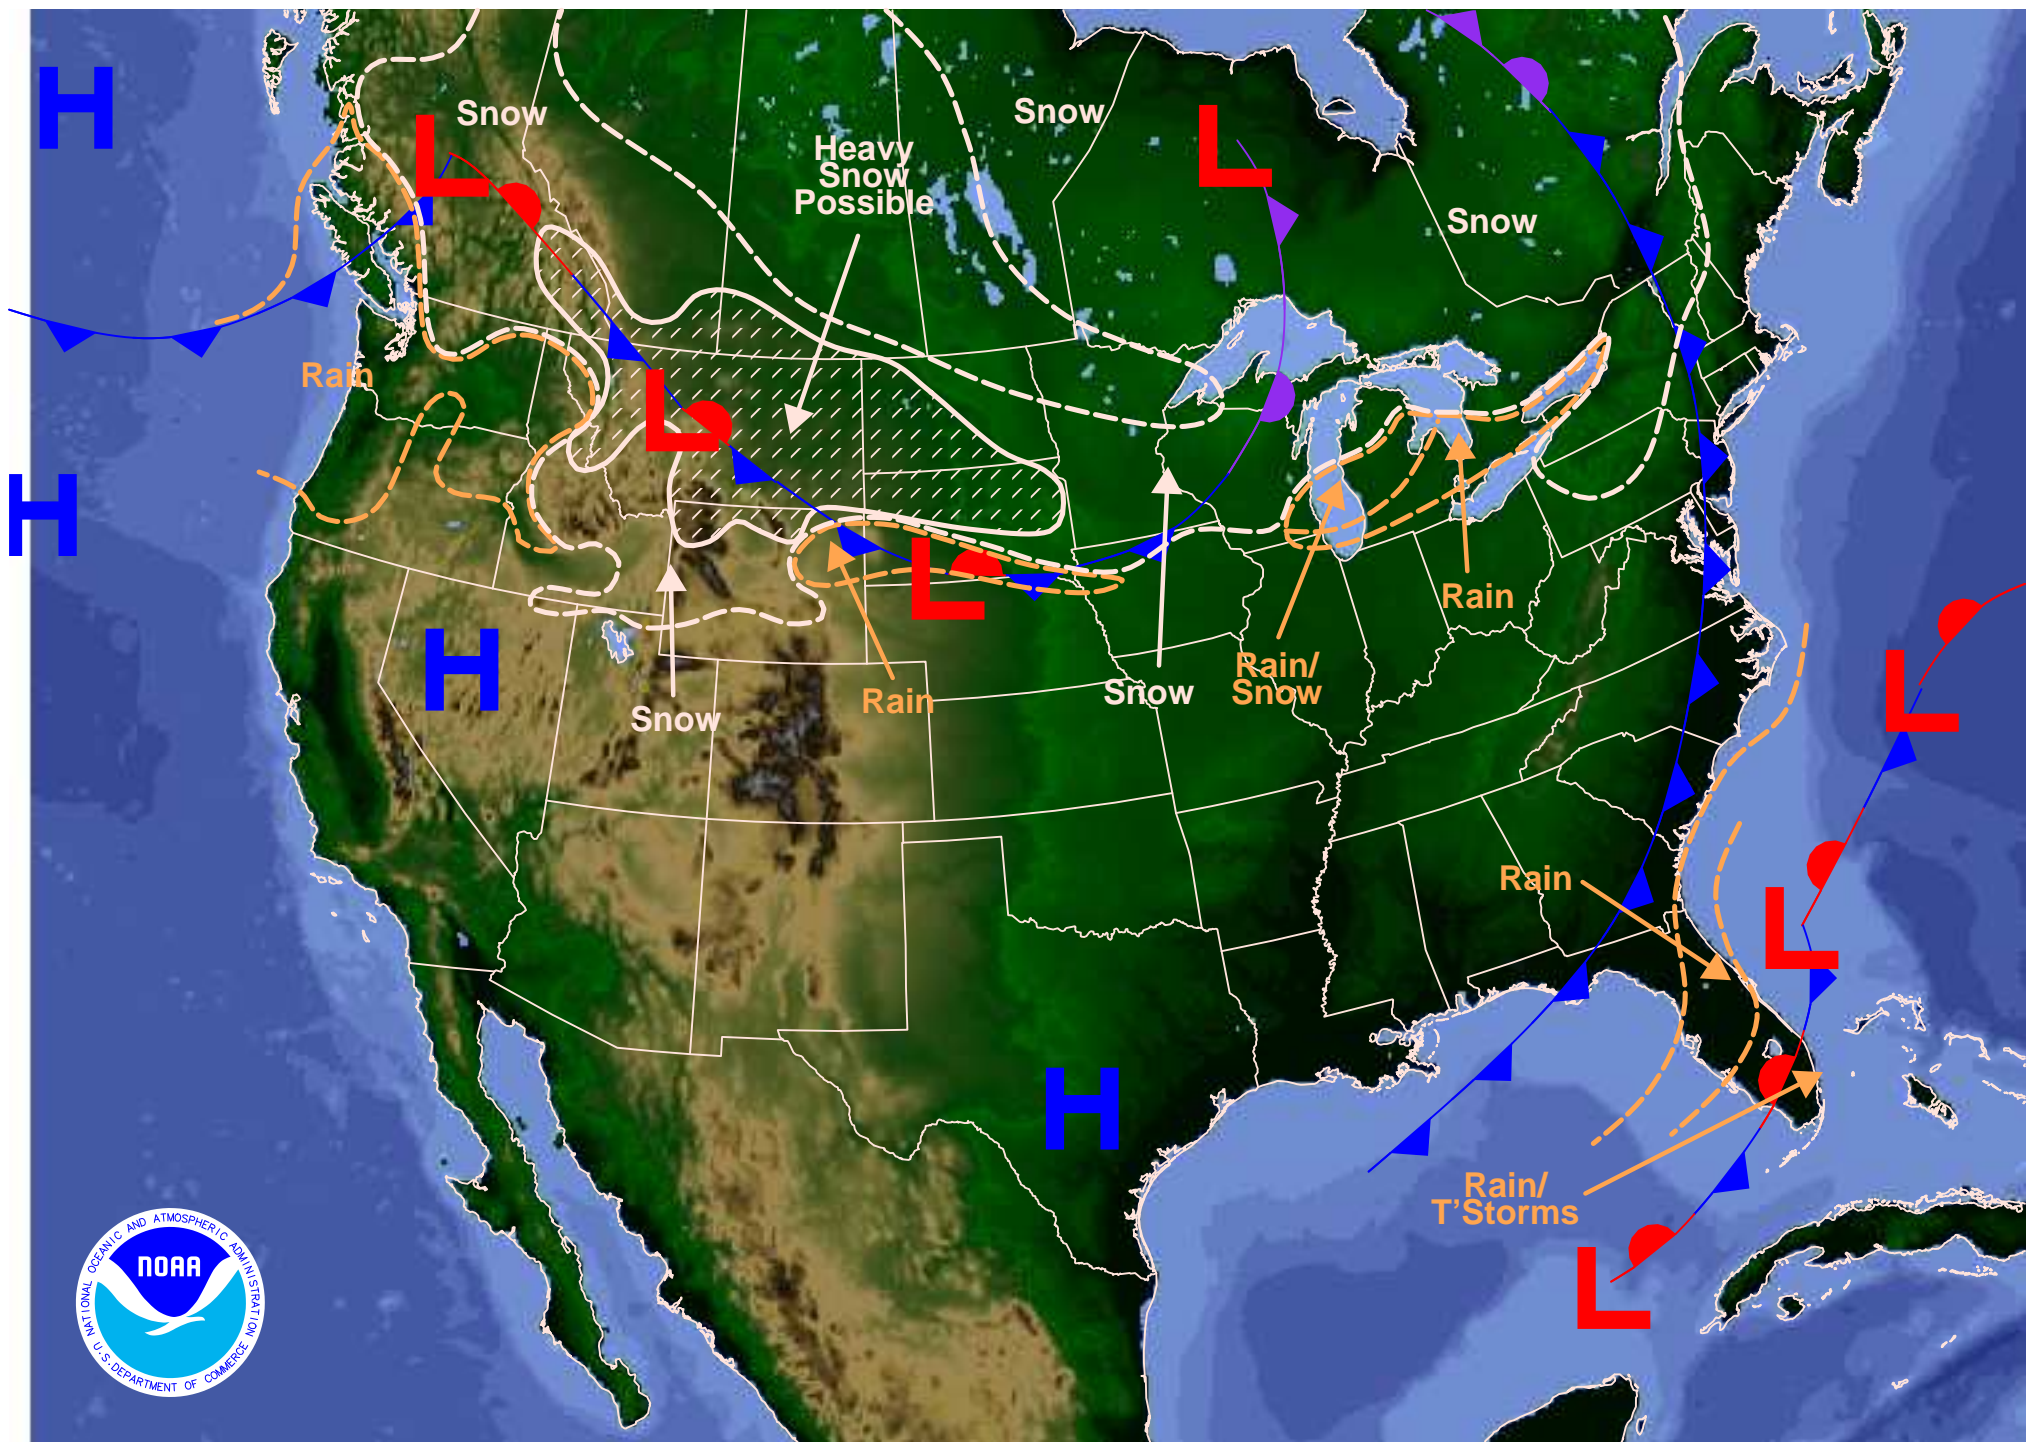 H
Snow
Snow
L
L
Heavy
Snow
Possible
Snow
Rain
L
H
L
Rain
H
Snow
Rain
Snow
Rain/
Snow
L
Rain
L
H
Rain/
T'Storms
L
NATIONAL OCEANIC AND ATMOSPHERIC ADMINISTRATION
NOAA
U.S. DEPARTMENT OF COMMERCE